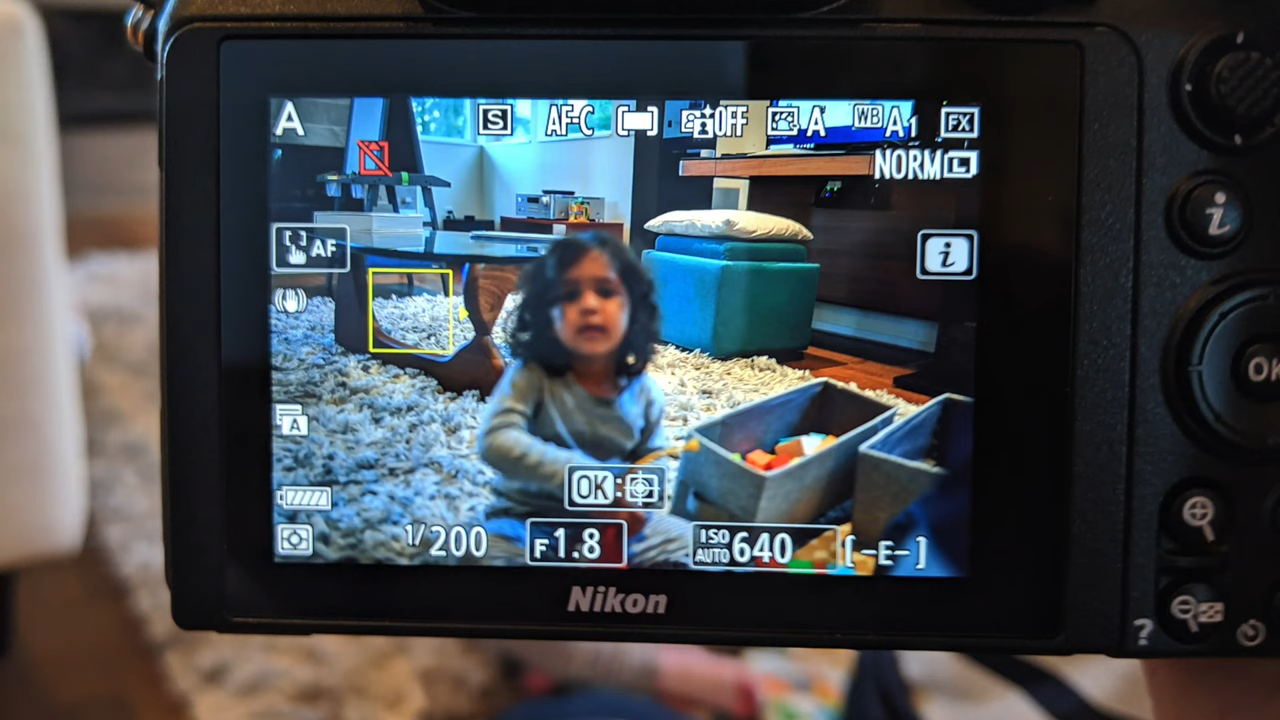 A S AF-C OFF A WB A1 FX
NORM L
AF
i
i
A
OK
OK:
1/200 F1.8 ISO AUTO 640 [-E-]
Nikon
?